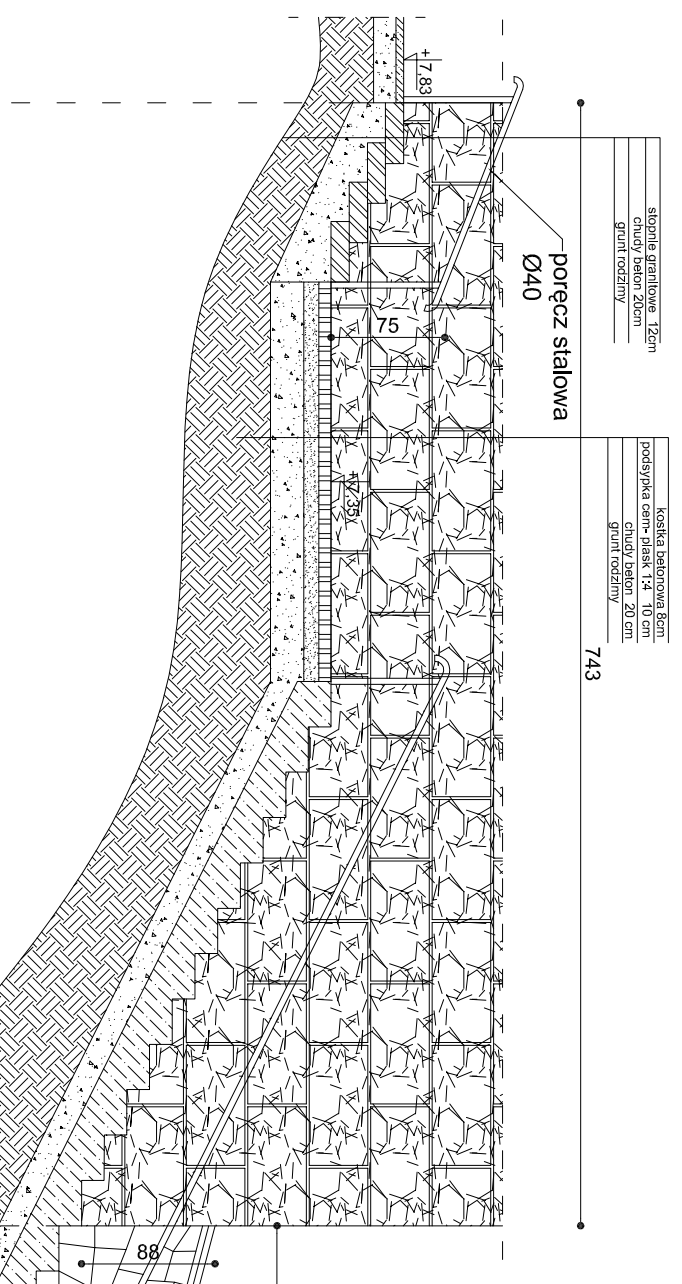 stopnie granitowe 12cm
chudy beton 20cm
grunt rodzimy
kostka betonowa 8cm
podsypka cem- piask 1:4 10 cm
chudy beton 20 cm
grunt rodzimy
743
poręcz stalowa
Ø40
+ 7,83
75
+7,35
88